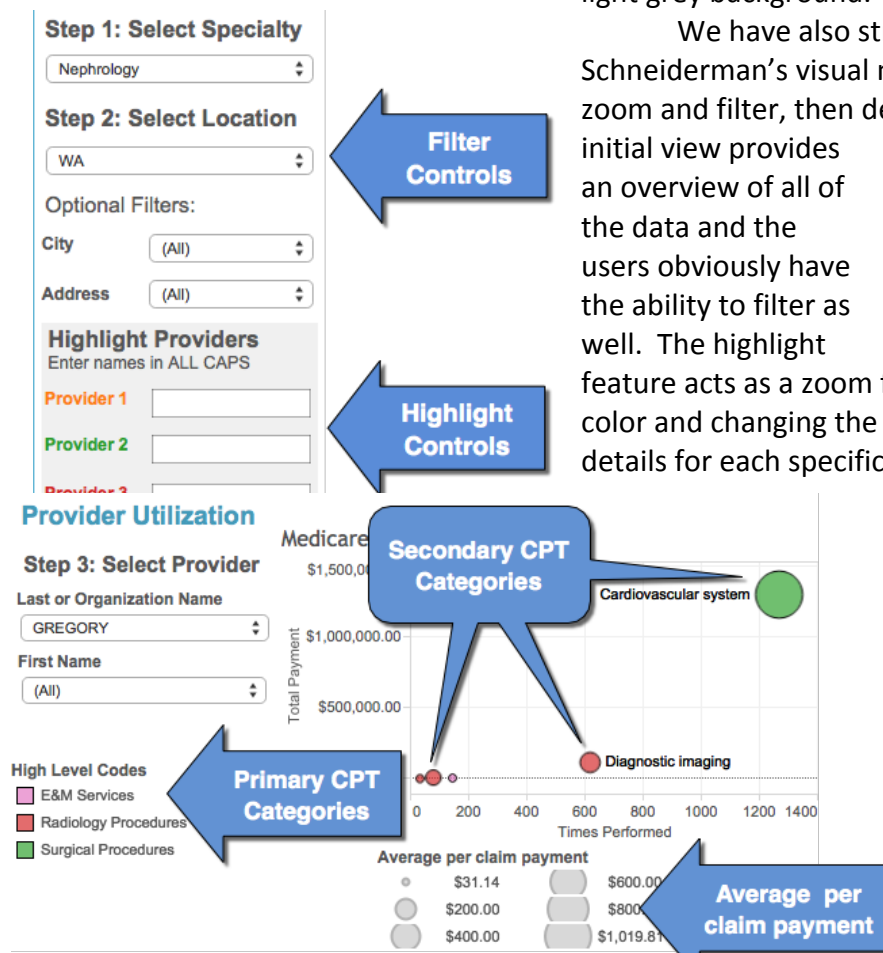 light grey background.
We have also st
Schneiderman's visual
zoom and filter, then de
initial view provides
an overview of all of
the data and the
users obviously have
the ability to filter as
well. The highlight
feature acts as a zoom
color and changing the
details for each specific
Step 1: Select Specialty
Nephrology
Step 2: Select Location
WA
Optional Filters:
City
(All)
Address
(All)
Filter
Controls
Highlight Providers
Enter names in ALL CAPS
Provider 1
Provider 2
Provider 3
Highlight
Controls
Provider Utilization
Step 3: Select Provider
Last or Organization Name
GREGORY
First Name
(All)
High Level Codes
E&M Services
Radiology Procedures
Surgical Procedures
Primary CPT
Categories
Medicare
Secondary CPT
Categories
$1,500,0
$1,000,000.00
$500,000.00
Total Payment
Cardiovascular system
Diagnostic imaging
0 200 400 600 800 1000 1200 1400
Times Performed
Average per claim payment
$31.14 $600.00
$200.00 $800
$400.00 $1,019.81
Average per
claim payment